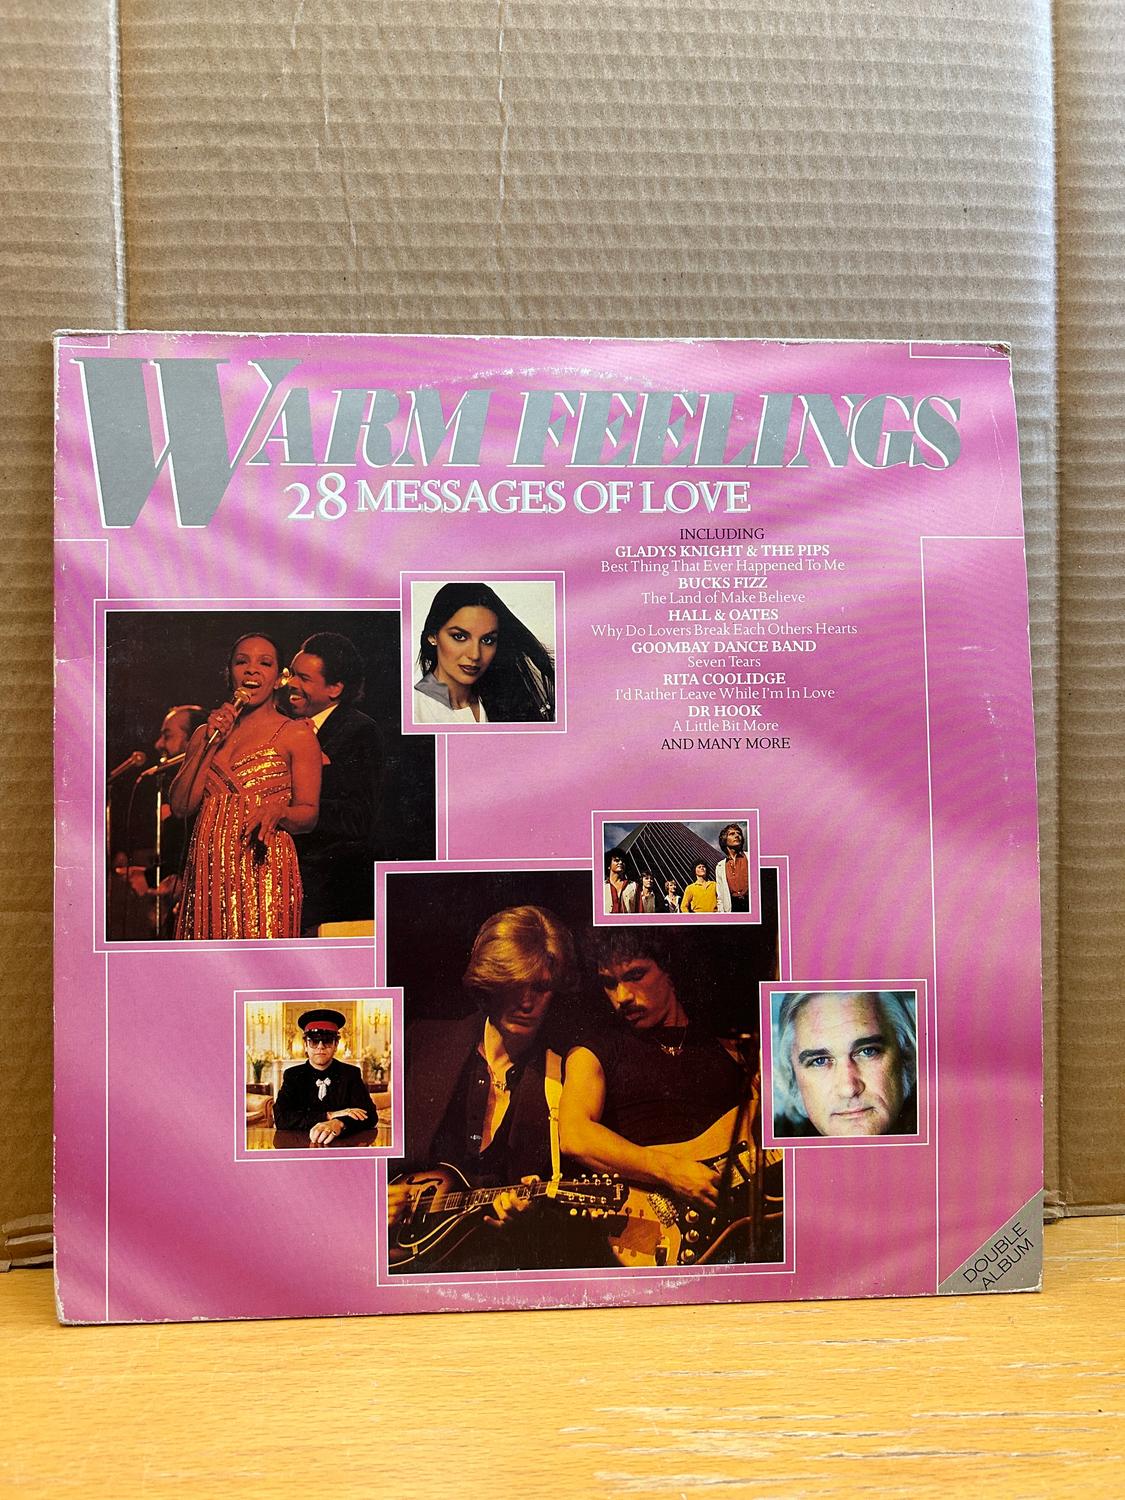 WARM FEELINGS
28 MESSAGES OF LOVE
INCLUDING
GLADYS KNIGHT & THE PIPS
Best Thing That Ever Happened To Me
BUCKS FIZZ
The Land of Make Believe
HALL & OATES
Why Do Lovers Break Each Others Hearts
GOOMBAY DANCE BAND
Seven Tears
RITA COOLIDGE
I'd Rather Leave While I'm In Love
DR HOOK
A Little Bit More
AND MANY MORE
DOUBLE
ALBUM